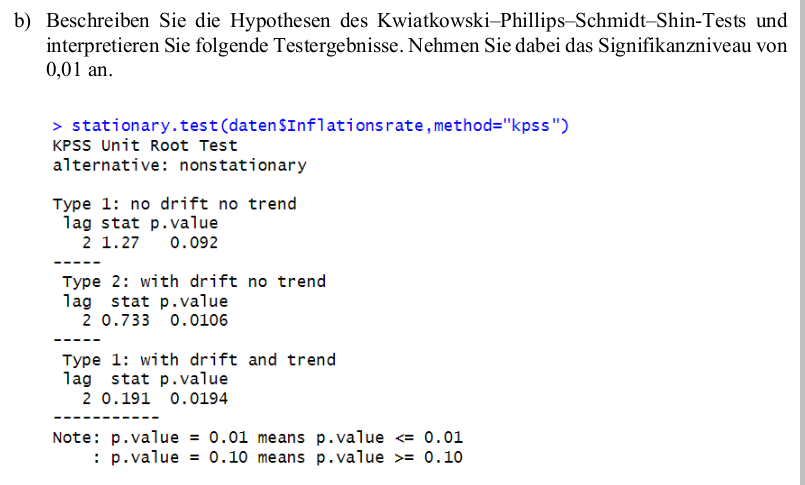 b) Beschreiben Sie die Hypothesen des Kwiatkowski–Phillips–Schmidt–Shin-Tests und
interpretieren Sie folgende Testergebnisse. Nehmen Sie dabei das Signifikanzniveau von
0,01 an.
> stationary.test(daten$Inflationsrate,method="kpss")
KPSS Unit Root Test
alternative: nonstationary
Type 1: no drift no trend
lag stat p.value
2 1.27 0.092
-----
Type 2: with drift no trend
lag stat p.value
2 0.733 0.0106
-----
Type 1: with drift and trend
lag stat p.value
2 0.191 0.0194
-----------
Note: p.value = 0.01 means p.value <= 0.01
: p.value = 0.10 means p.value >= 0.10